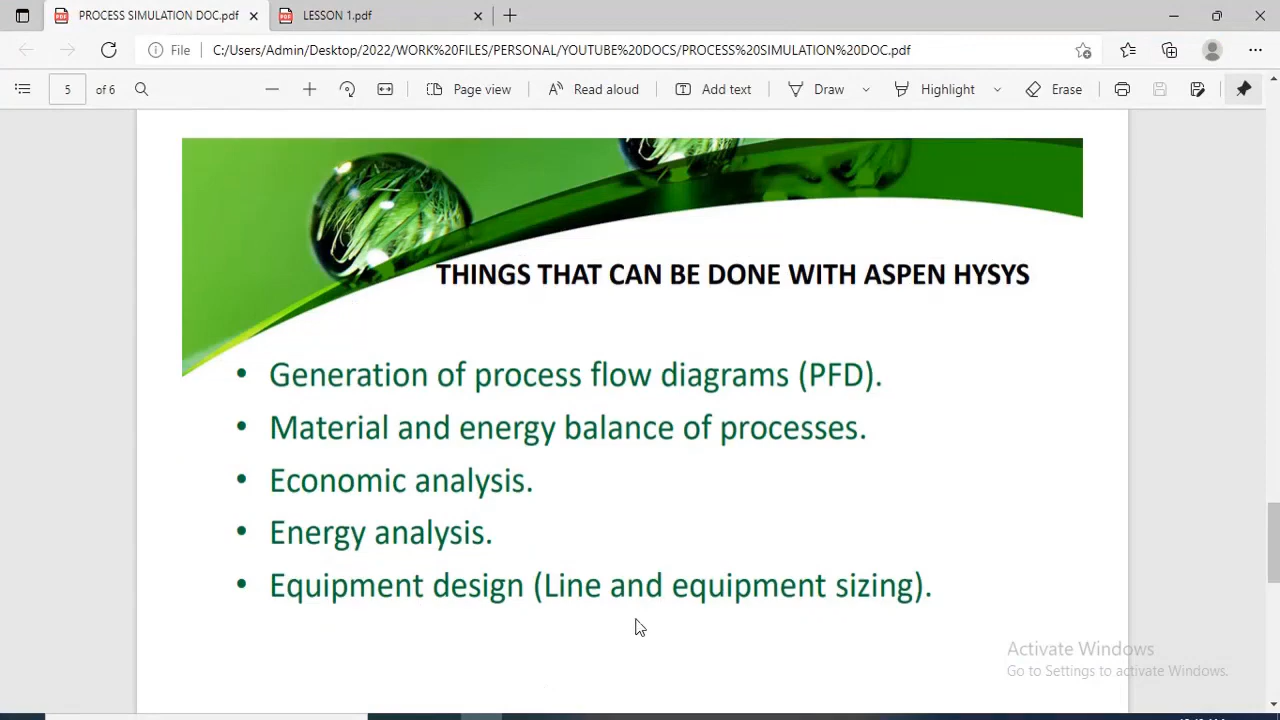 PROCESS SIMULATION DOC.pdf
LESSON 1.pdf
File C:/Users/Admin/Desktop/2022/WORK%20FILES/PERSONAL/YOUTUBE%20DOCS/PROCESS%20SIMULATION%20DOC.pdf
5 of 6 Page view Read aloud Add text Draw Highlight Erase
THINGS THAT CAN BE DONE WITH ASPEN HYSYS
• Generation of process flow diagrams (PFD).
• Material and energy balance of processes.
• Economic analysis.
• Energy analysis.
• Equipment design (Line and equipment sizing).
Activate Windows
Go to Settings to activate Windows.